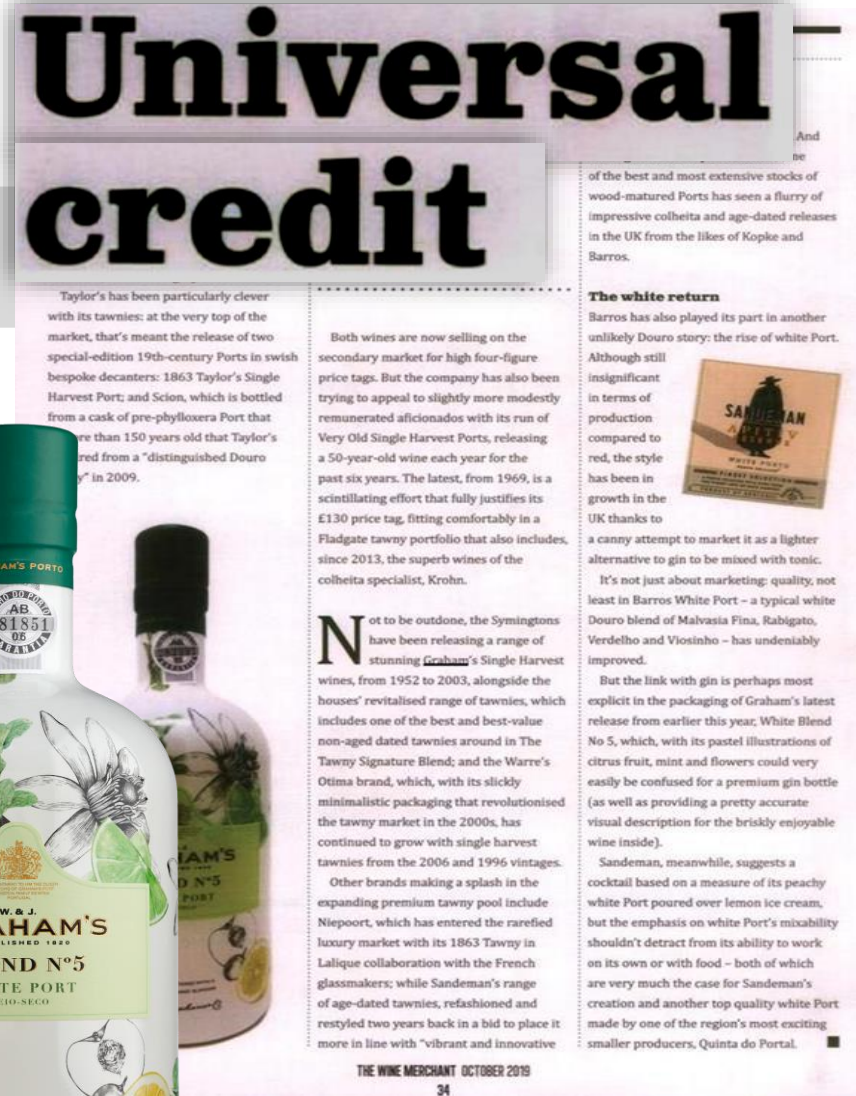 Universal
credit
Taylor's has been particularly clever
with its tawnies: at the very top of the
market, that's meant the release of two
special-edition 19th-century Ports in swish
bespoke decanters: 1863 Taylor's Single
Harvest Port; and Scion, which is bottled
from a cask of pre-phylloxera Port that
than 150 years old that Taylor's
from a "distinguished Douro
in 2009.
Both wines are now selling on the
secondary market for high four-figure
price tags. But the company has also been
trying to appeal to slightly more modestly
remunerated aficionados with its run of
Very Old Single Harvest Ports, releasing
a 50-year-old wine each year for the
past six years. The latest, from 1969, is a
scintillating effort that fully justifies its
£130 price tag, fitting comfortably in a
Fladgate tawny portfolio that also includes,
since 2013, the superb wines of the
colheita specialist, Krohn.
Not to be outdone, the Symingtons
have been releasing a range of
stunning Graham's Single Harvest
wines, from 1952 to 2003, alongside the
houses' revitalised range of tawnies, which
includes one of the best and best-value
non-aged dated tawnies around in The
Tawny Signature Blend; and the Warre's
Otima brand, which, with its slickly
minimalistic packaging that revolutionised
the tawny market in the 2000s, has
continued to grow with single harvest
tawnies from the 2006 and 1996 vintages.
Other brands making a splash in the
expanding premium tawny pool include
Niepoort, which has entered the rarefied
luxury market with its 1863 Tawny in
Lalique collaboration with the French
glassmakers; while Sandeman's range
of age-dated tawnies, refashioned and
restyled two years back in a bid to place it
more in line with "vibrant and innovative
And
of the best and most extensive stocks of
wood-matured Ports has seen a flurry of
impressive colheita and age-dated releases
in the UK from the likes of Kopke and
Barros.
The white return
Barros has also played its part in another
unlikely Douro story: the rise of white Port.
Although still
insignificant
in terms of
production
compared to
red, the style
has been in
growth in the
UK thanks to
a canny attempt to market it as a lighter
alternative to gin to be mixed with tonic.
It's not just about marketing: quality, not
least in Barros White Port – a typical white
Douro blend of Malvasia Fina, Rabigato,
Verdelho and Viosinho – has undeniably
improved.
But the link with gin is perhaps most
explicit in the packaging of Graham's latest
release from earlier this year, White Blend
No 5, which, with its pastel illustrations of
citrus fruit, mint and flowers could very
easily be confused for a premium gin bottle
(as well as providing a pretty accurate
visual description for the briskly enjoyable
wine inside).
Sandeman, meanwhile, suggests a
cocktail based on a measure of its peachy
white Port poured over lemon ice cream,
but the emphasis on white Port's mixability
shouldn't detract from its ability to work
on its own or with food – both of which
are very much the case for Sandeman's
creation and another top quality white Port
made by one of the region's most exciting
smaller producers, Quinta do Portal.
SANDEMAN
WHITE PORTO
AM'S PORTO
AB
81851
06
W. & J.
AHAM'S
LISHED 1820
ND Nº5
TE PORT
EIO-SECO
HAM'S
D Nº5
PORT
THE WINE MERCHANT OCTOBER 2019
34